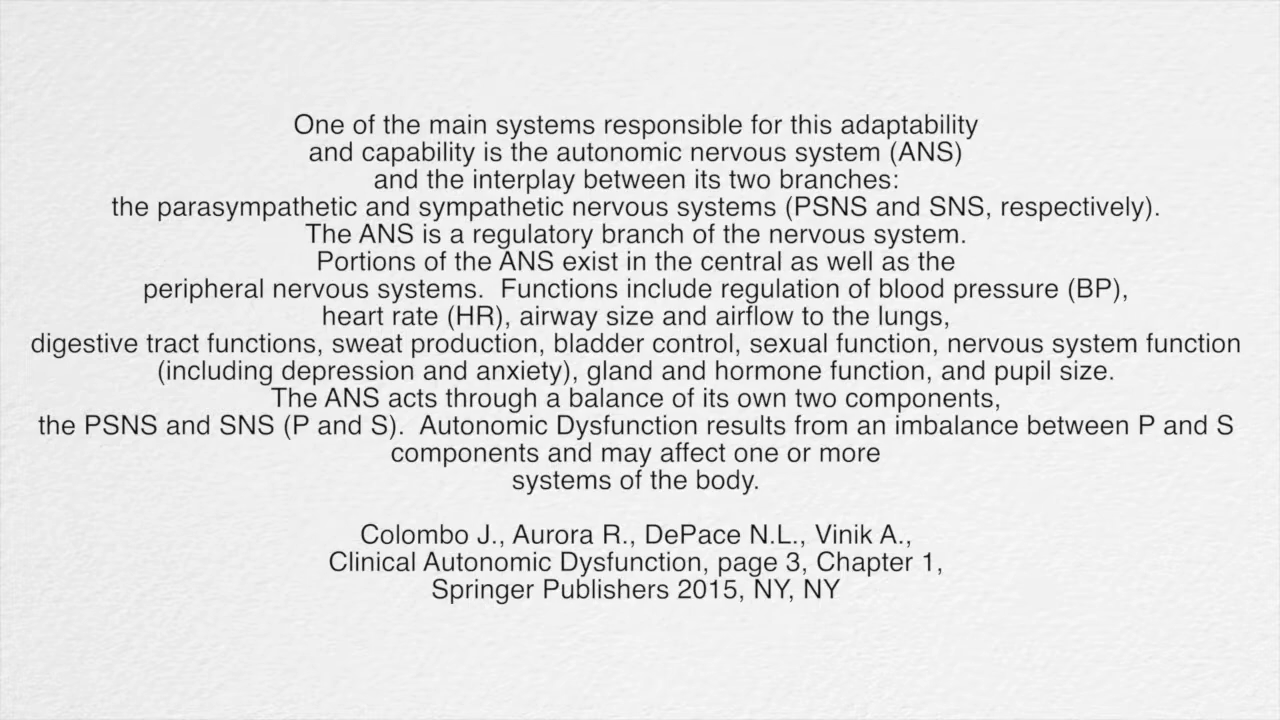 One of the main systems responsible for this adaptability
and capability is the autonomic nervous system (ANS)
and the interplay between its two branches:
the parasympathetic and sympathetic nervous systems (PSNS and SNS, respectively).
The ANS is a regulatory branch of the nervous system.
Portions of the ANS exist in the central as well as the
peripheral nervous systems.  Functions include regulation of blood pressure (BP),
heart rate (HR), airway size and airflow to the lungs,
digestive tract functions, sweat production, bladder control, sexual function, nervous system function
(including depression and anxiety), gland and hormone function, and pupil size.
The ANS acts through a balance of its own two components,
the PSNS and SNS (P and S).  Autonomic Dysfunction results from an imbalance between P and S
components and may affect one or more
systems of the body.
Colombo J., Aurora R., DePace N.L., Vinik A.,
Clinical Autonomic Dysfunction, page 3, Chapter 1,
Springer Publishers 2015, NY, NY